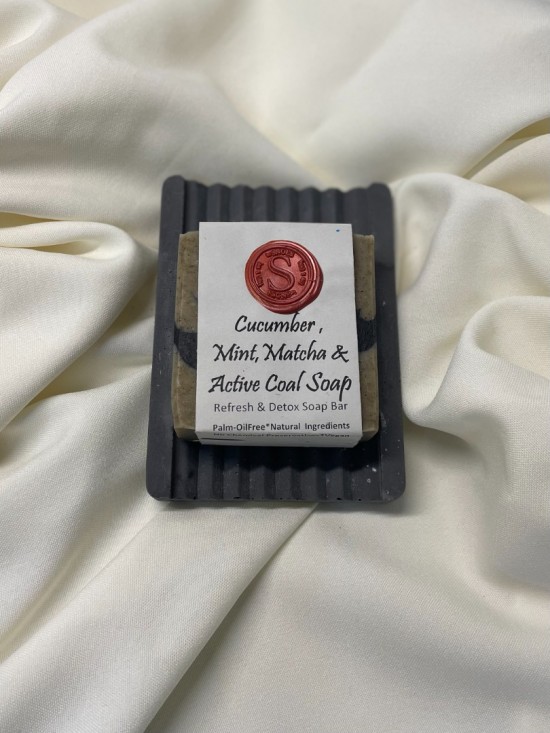 S
Cucumber ,
Mint, Matcha &
Active Coal Soap
Refresh & Detox Soap Bar
Palm-OilFree*Natural Ingredients